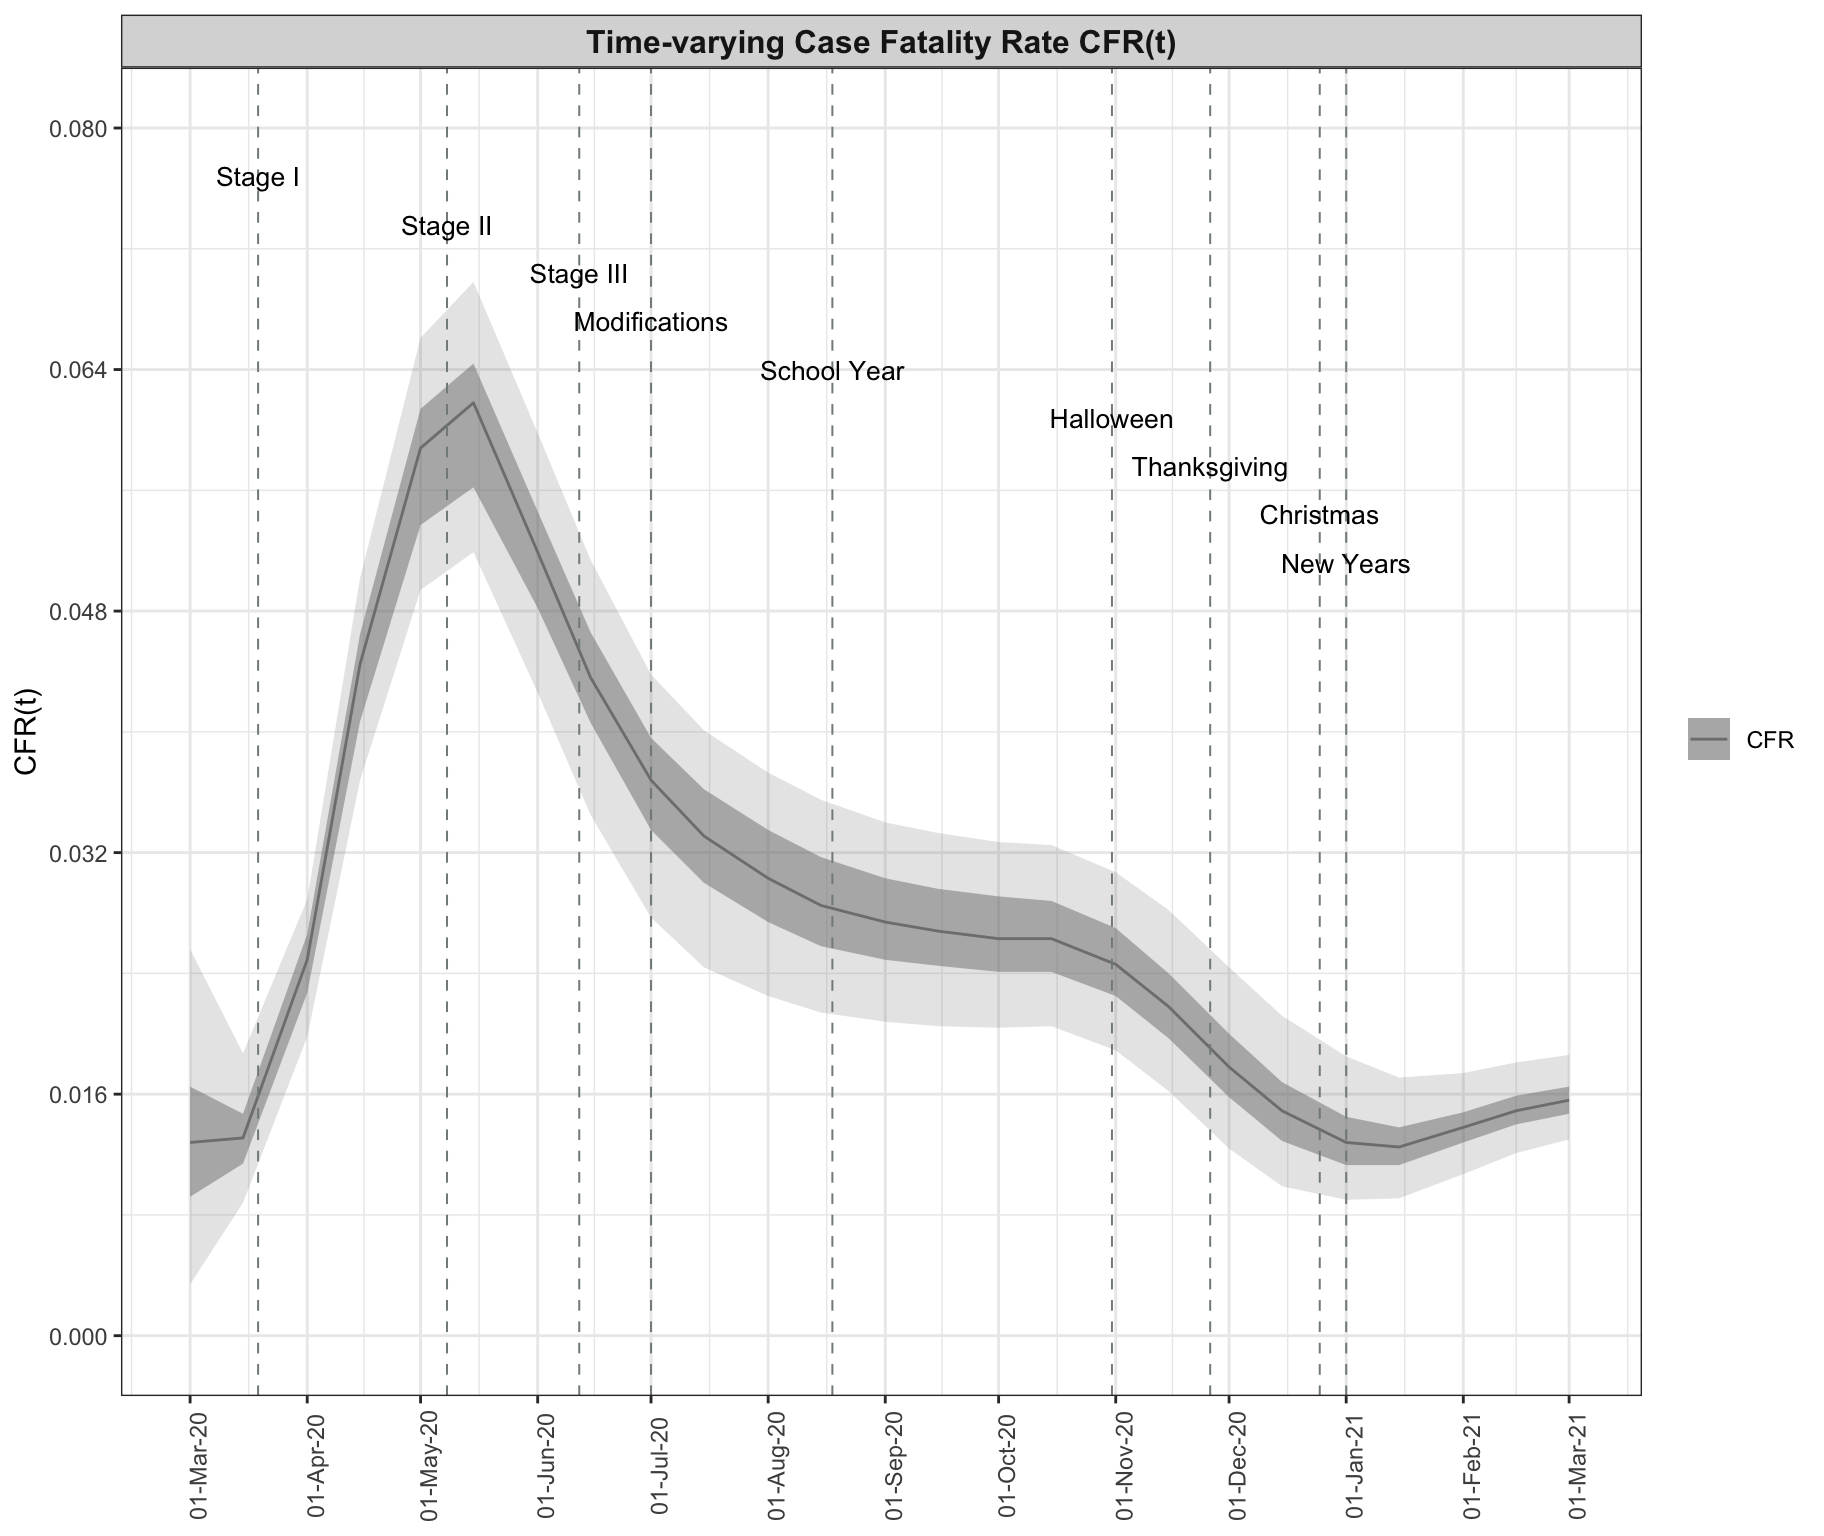 Time-varying Case Fatality Rate CFR(t)
0.080
Stage I
Stage II
Stage III
Modifications
0.064
School Year
Halloween
Thanksgiving
Christmas
New Years
0.048
CFR(t)
CFR
0.032
0.016
0.000
01-Mar-20
01-Apr-20
01-May-20
01-Jun-20
01-Jul-20
01-Aug-20
01-Sep-20
01-Oct-20
01-Nov-20
01-Dec-20
01-Jan-21
01-Feb-21
01-Mar-21